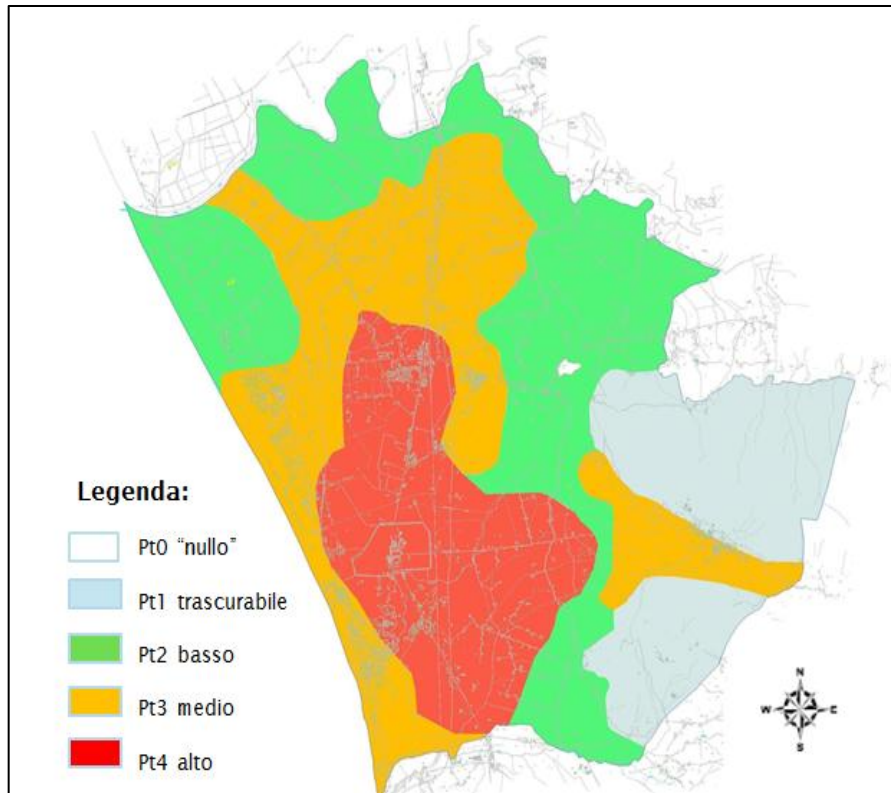 Legenda:
Pt0 “nullo”
Pt1 trascurabile
Pt2 basso
Pt3 medio
Pt4 alto
N
W E
S